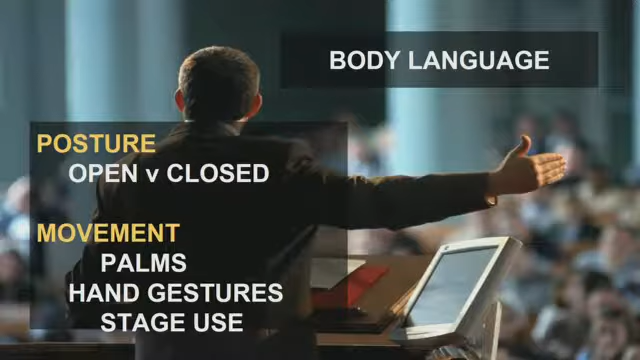 BODY LANGUAGE
POSTURE
OPEN v CLOSED
MOVEMENT
PALMS
HAND GESTURES
STAGE USE